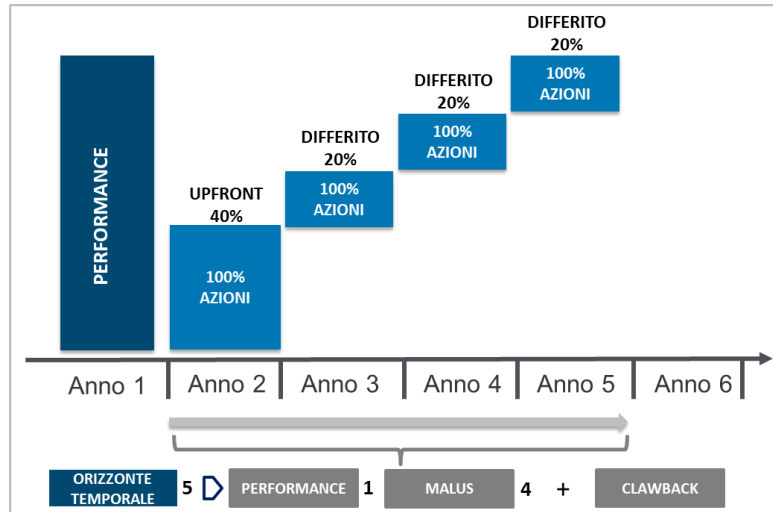 DIFFERITO
20%
100%
AZIONI
DIFFERITO
20%
100%
AZIONI
DIFFERITO
20%
100%
AZIONI
UPFRONT
40%
100%
AZIONI
PERFORMANCE
Anno 1
Anno 2
Anno 3
Anno 4
Anno 5
Anno 6
ORIZZONTE
TEMPORALE
5
PERFORMANCE
1
MALUS
4
+
CLAWBACK